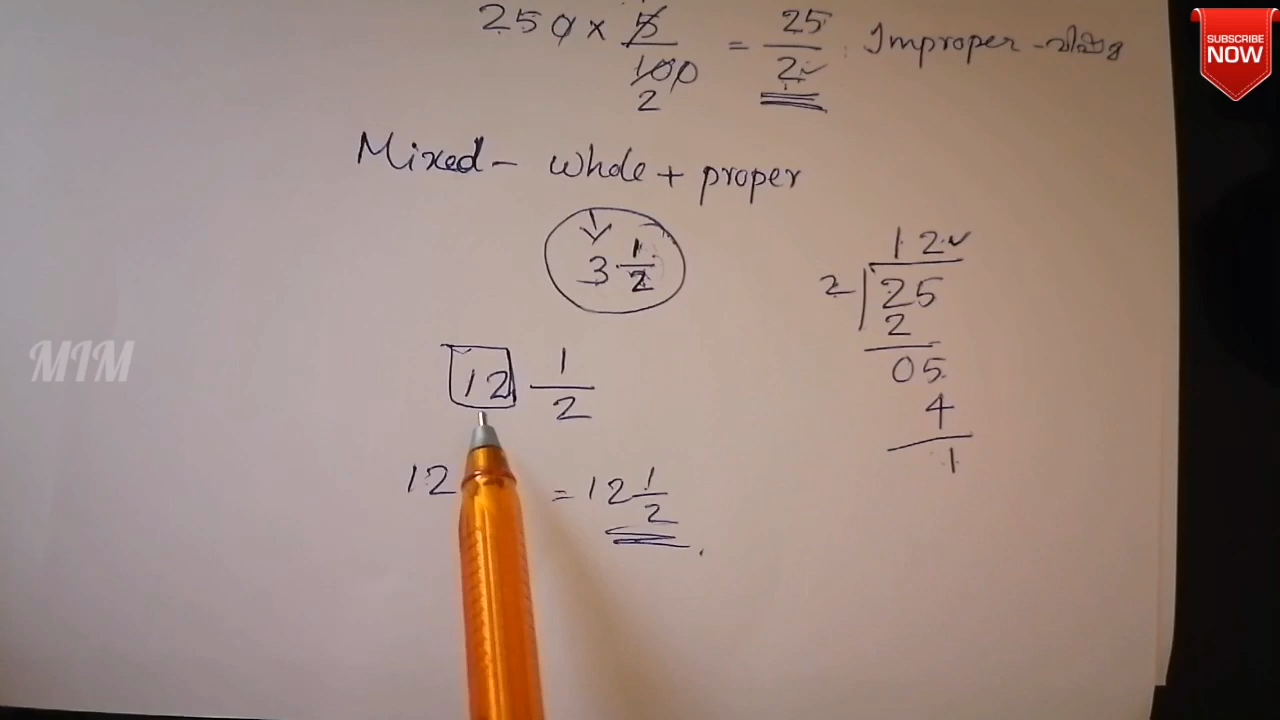 250 × 5/100 = 25/2 Improper - വിഷമ
2
Mixed - whole + proper
3 1/2
12
2 25
2
05
4
1
12 1/2
12 = 12 1/2
MIM
SUBSCRIBE
NOW